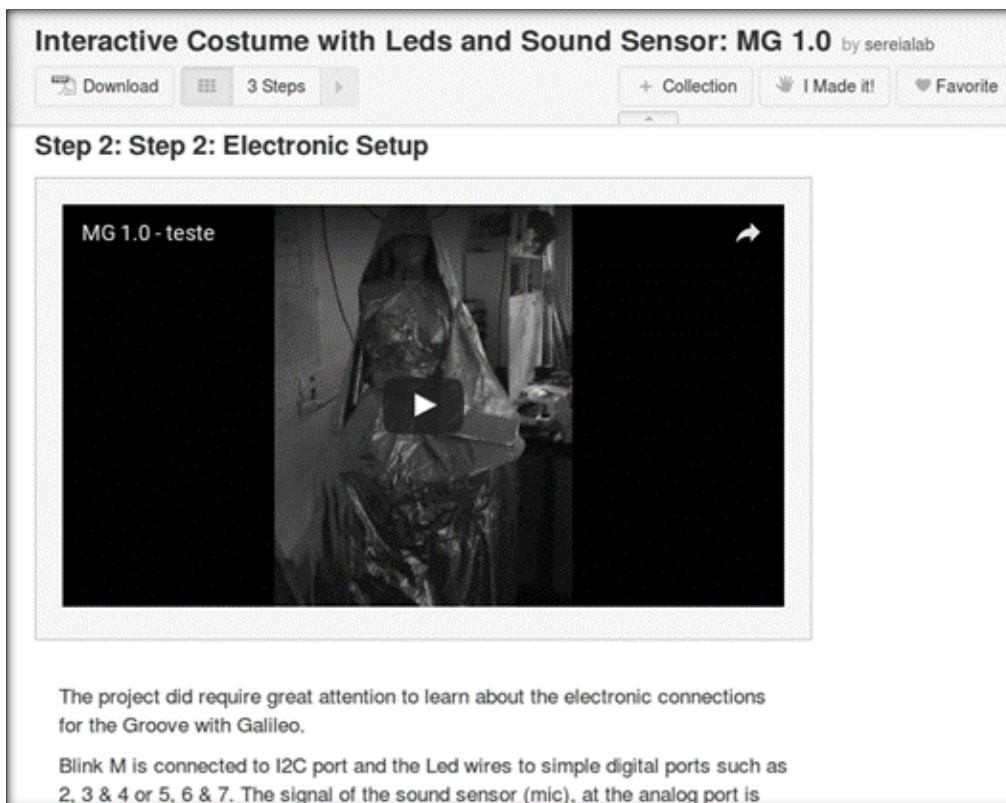 Interactive Costume with Leds and Sound Sensor: MG 1.0 by sereialab
Download 3 Steps + Collection I Made it! Favorite
Step 2: Step 2: Electronic Setup
MG 1.0 - teste
The project did require great attention to learn about the electronic connections
for the Groove with Galileo.
Blink M is connected to I2C port and the Led wires to simple digital ports such as
2, 3 & 4 or 5, 6 & 7. The signal of the sound sensor (mic), at the analog port is